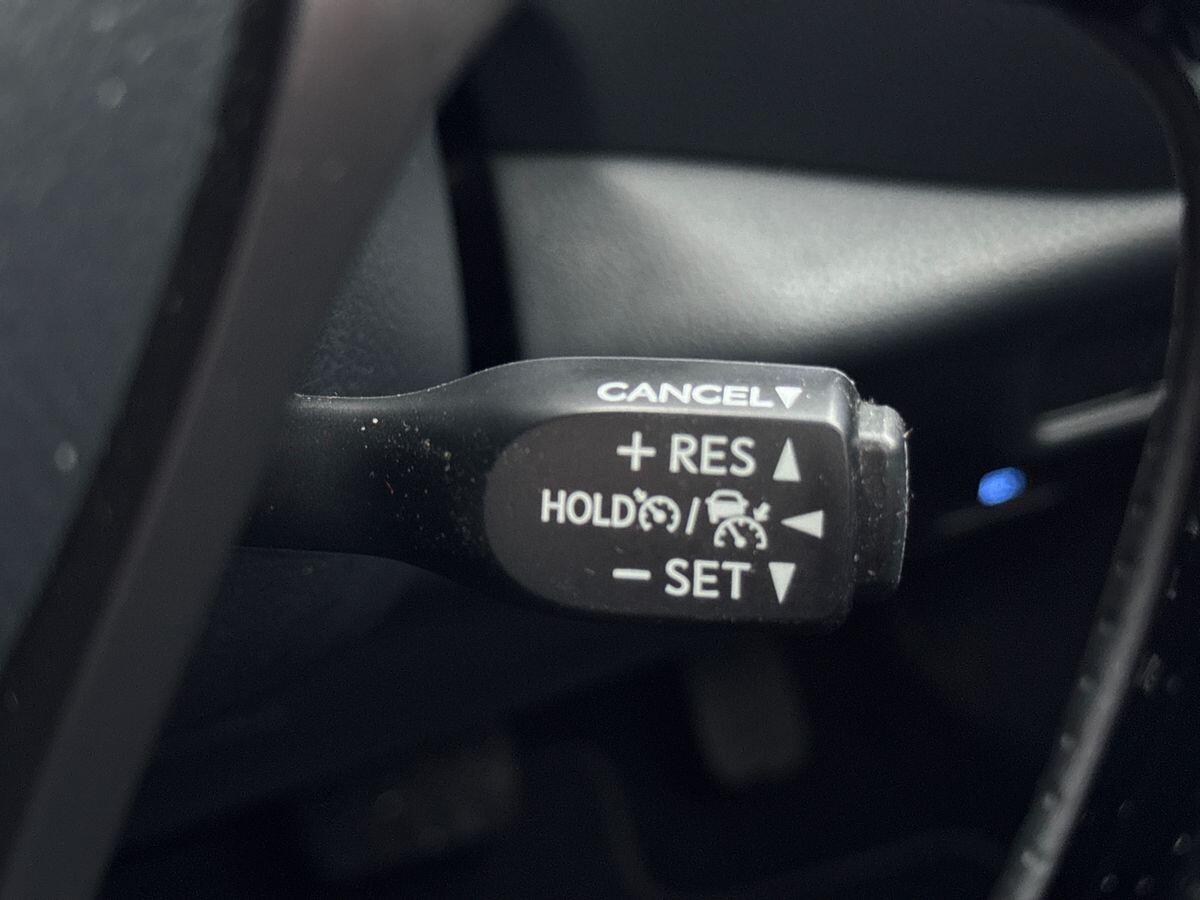 CANCEL▼
+ RES ▲
HOLD / ◀
− SET ▼